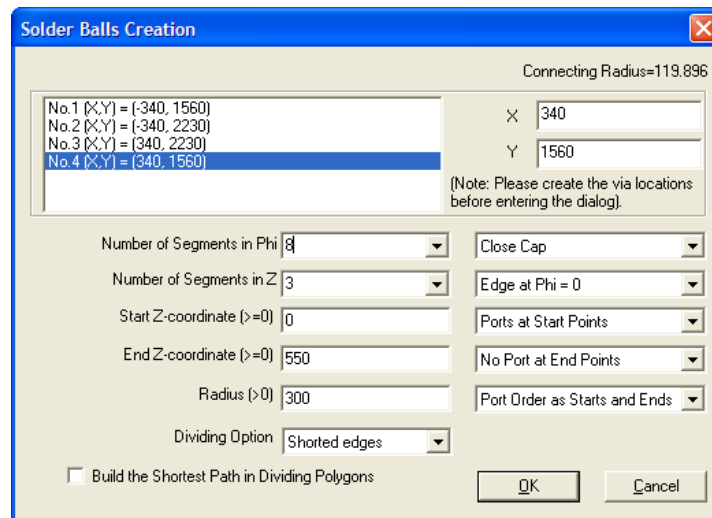 Solder Balls Creation
Connecting Radius=119.896
No.1 (X,Y) = (-340, 1560)
No.2 (X,Y) = (-340, 2230)
No.3 (X,Y) = (340, 2230)
No.4 (X,Y) = (340, 1560)
X 340
Y 1560
(Note: Please create the via locations
before entering the dialog).
Number of Segments in Phi 8 Close Cap
Number of Segments in Z 3 Edge at Phi = 0
Start Z-coordinate (>=0) 0 Ports at Start Points
End Z-coordinate (>=0) 550 No Port at End Points
Radius (>0) 300 Port Order as Starts and Ends
Dividing Option Shorted edges
Build the Shortest Path in Dividing Polygons
OK Cancel